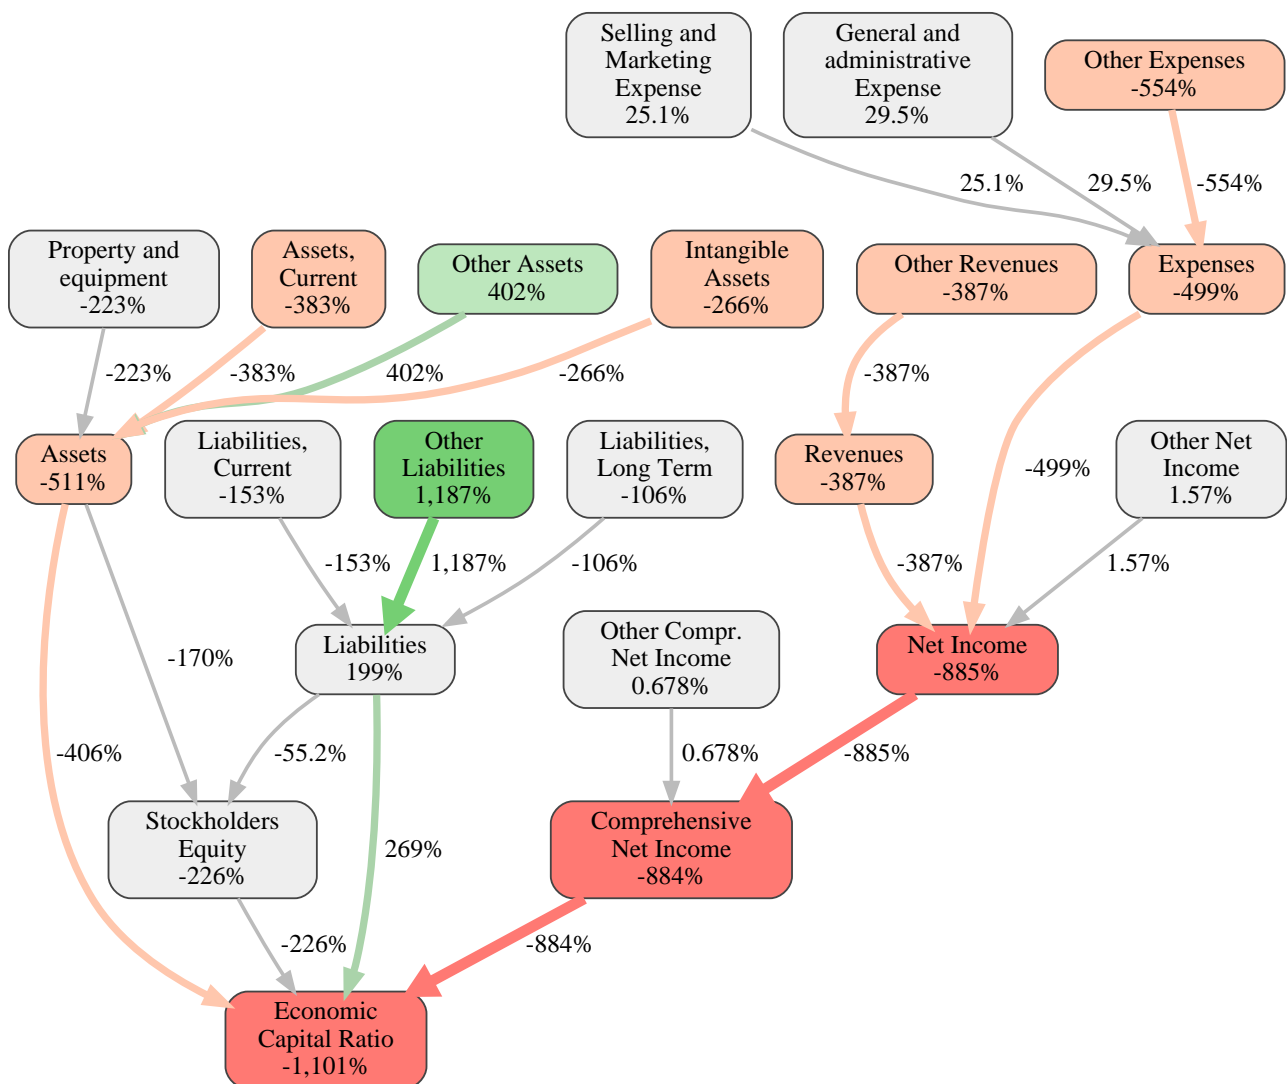 Selling and
Marketing
Expense
25.1%
General and
administrative
Expense
29.5%
Other Expenses
-554%
25.1%
29.5%
-554%
Property and
equipment
-223%
Assets,
Current
-383%
Other Assets
402%
Intangible
Assets
-266%
Other Revenues
-387%
Expenses
-499%
-223%
-383%
402%
-266%
-387%
Assets
-511%
Liabilities,
Current
-153%
Other
Liabilities
1,187%
Liabilities,
Long Term
-106%
Revenues
-387%
-499%
Other Net
Income
1.57%
-153%
1,187%
-106%
-387%
1.57%
-170%
Liabilities
199%
Other Compr.
Net Income
0.678%
Net Income
-885%
-406%
-55.2%
0.678%
-885%
Stockholders
Equity
-226%
269%
Comprehensive
Net Income
-884%
-226%
-884%
Economic
Capital Ratio
-1,101%